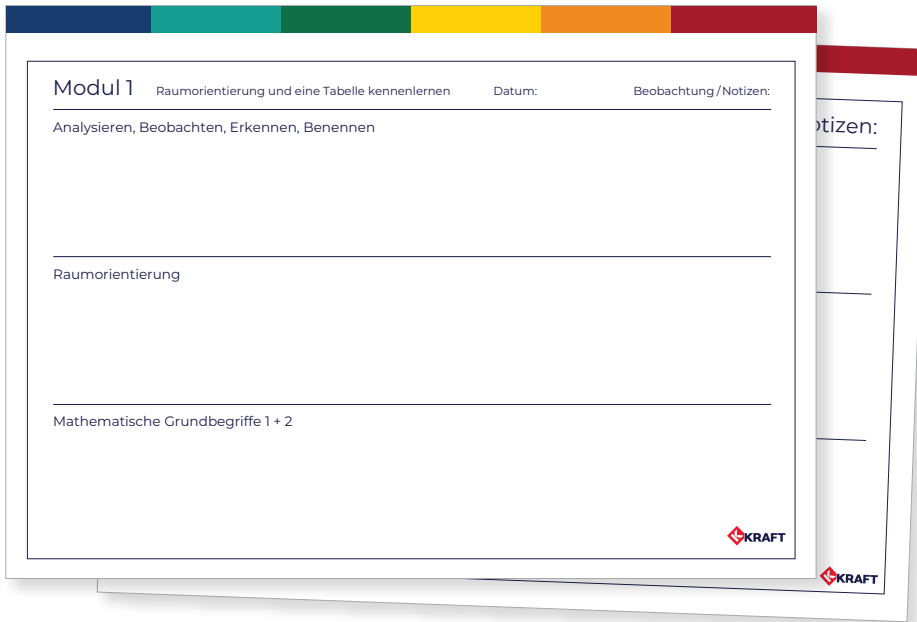 Modul 1 Raumorientierung und eine Tabelle kennenlernen Datum: Beobachtung/Notizen:
Analysieren, Beobachten, Erkennen, Benennen
Raumorientierung
Mathematische Grundbegriffe 1 + 2
KRAFT
tizen:
KRAFT